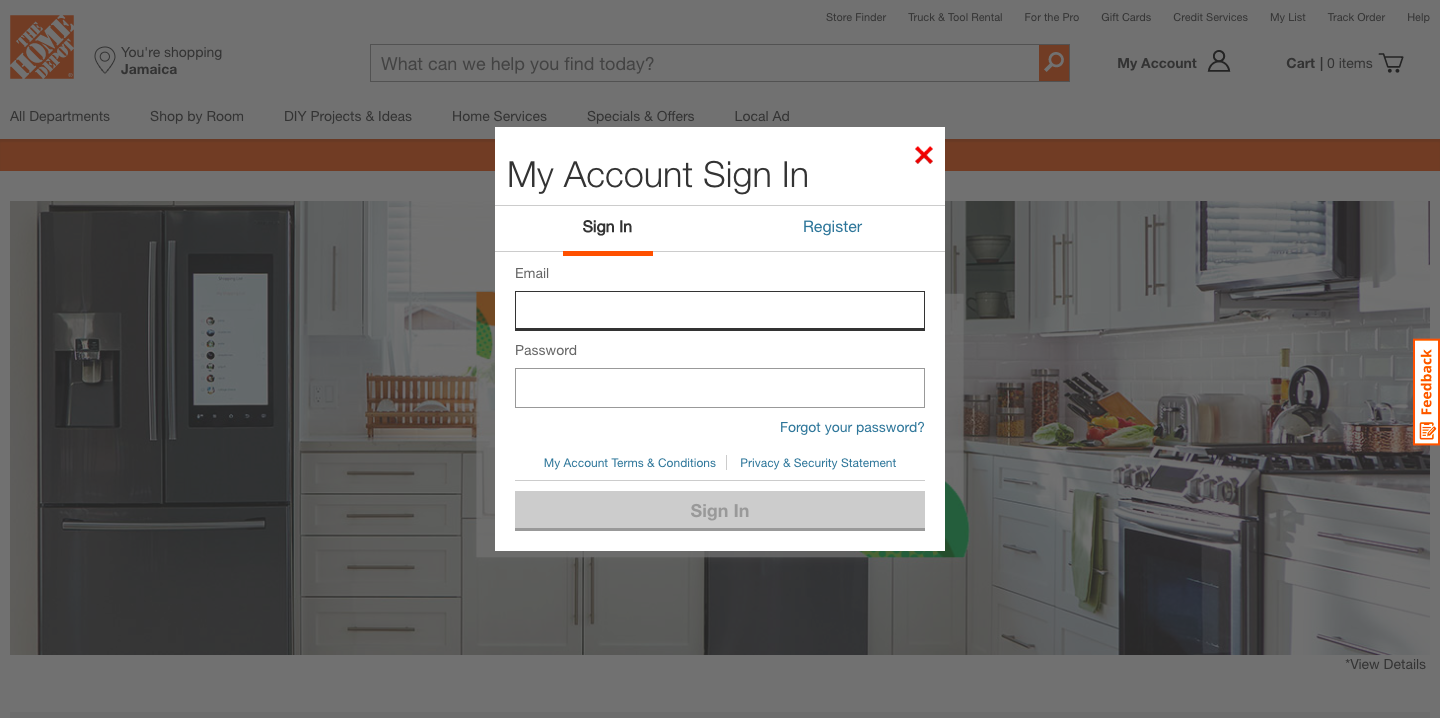 Store Finder Truck & Tool Rental For the Pro Gift Cards Credit Services My List Track Order Help
THE
HOME
DEPOT
You're shopping
Jamaica
What can we help you find today?
My Account
Cart | 0 items
All Departments Shop by Room DIY Projects & Ideas Home Services Specials & Offers Local Ad
My Account Sign In
Sign In Register
Email
Password
Forgot your password?
My Account Terms & Conditions Privacy & Security Statement
Sign In
Feedback
*View Details